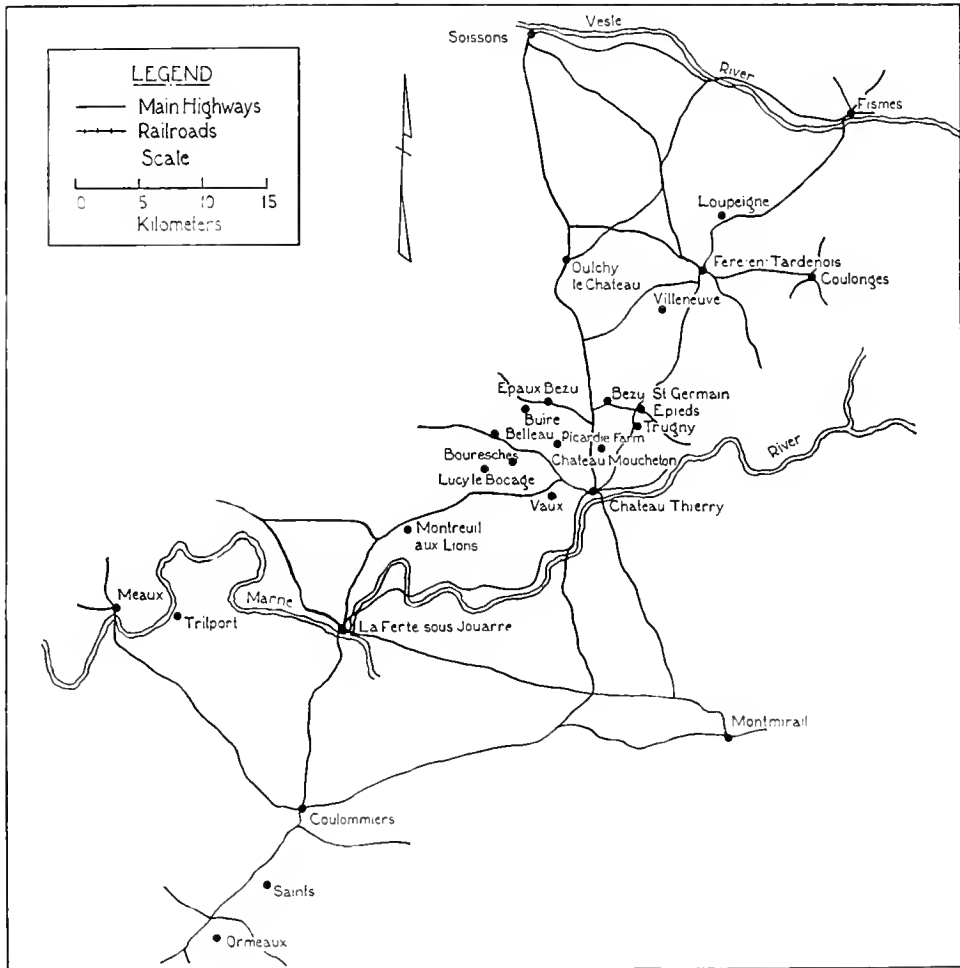 LEGEND
Main Highways
Railroads
Scale
0 5 10 15
Kilometers
Soissons
Vesle
River
Fismes
Loupeigne
Oulchy
le Chateau
Fere-en-Tardenois
Coulonges
Villeneuve
Epaux Bezu
Bezu St Germain
Buire
Epieds
Belleau
Picardie Farm
Trugny
Bouresches
Chateau Moucheton
River
Lucy le Bocage
Vaux
Chateau Thierry
Montreuil
aux Lions
Meaux
Trilport
Marne
La Ferte sous Jouarre
Montmirail
Coulommiers
Saints
Ormeaux